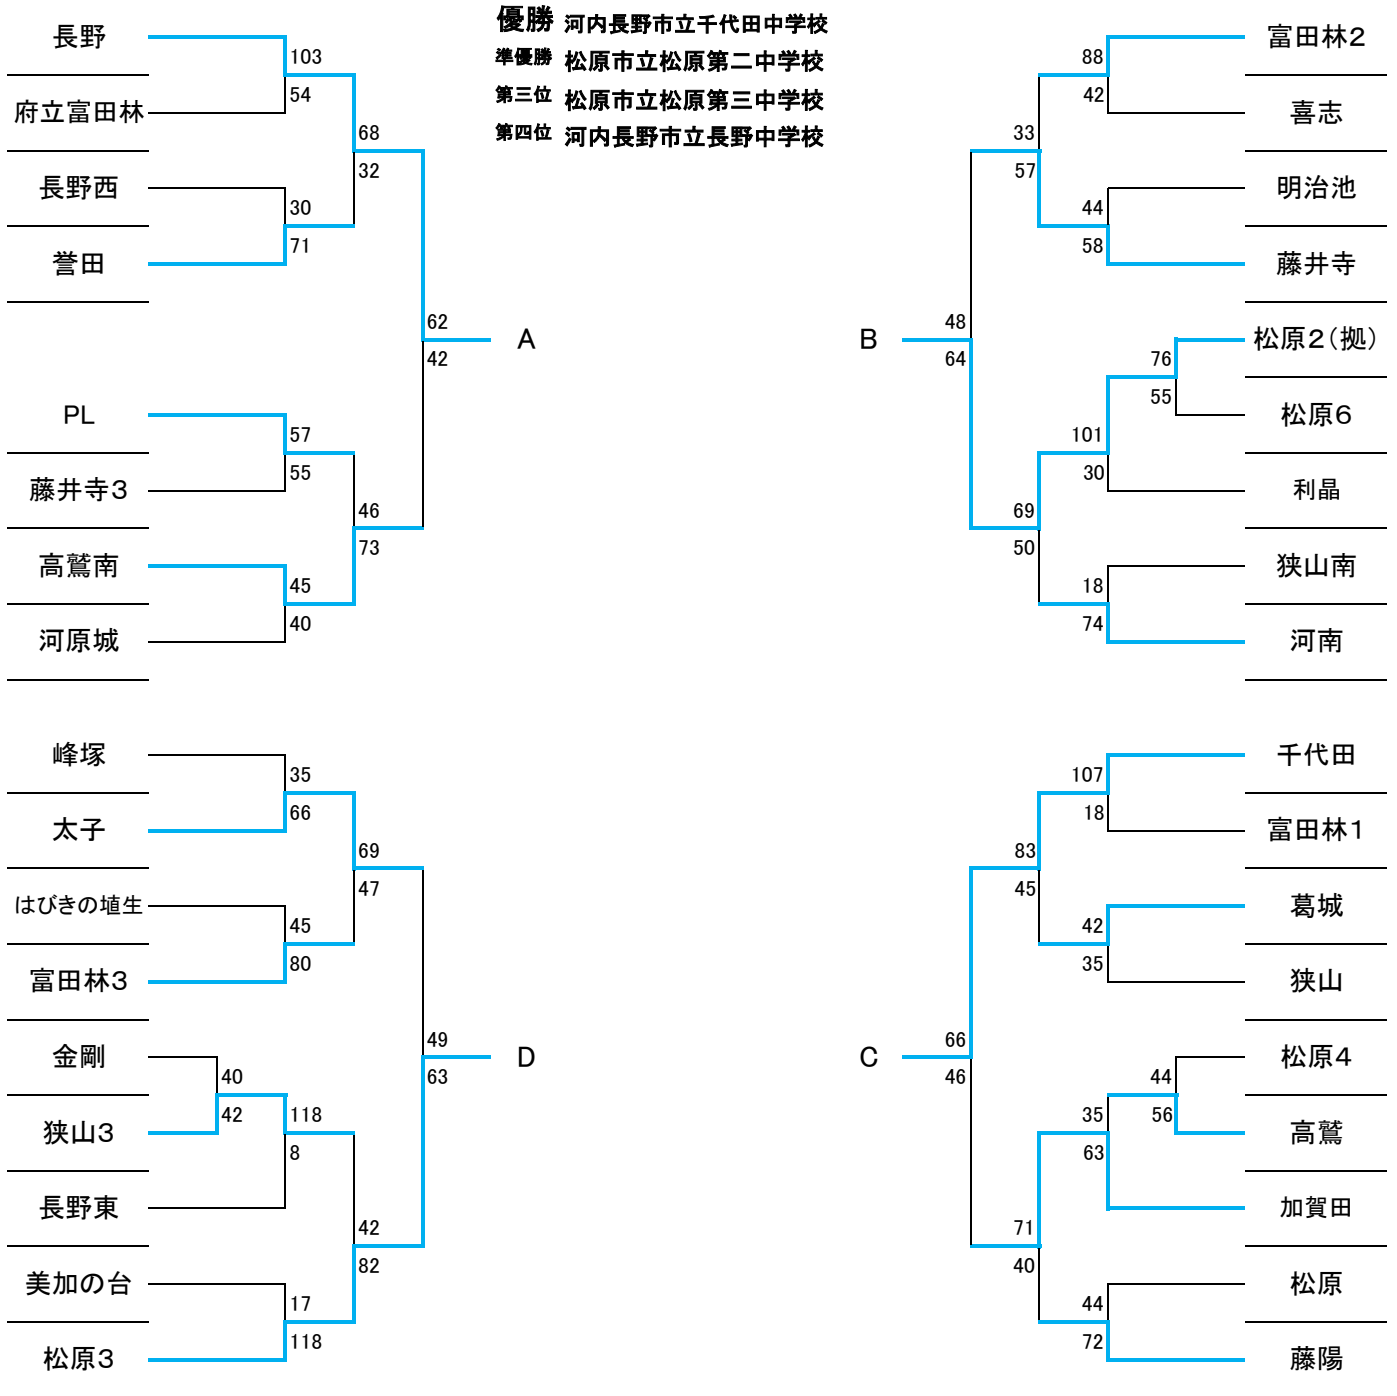 優勝 河内長野市立千代田中学校
準優勝 松原市立松原第二中学校
第三位 松原市立松原第三中学校
第四位 河内長野市立長野中学校
長野
103
54
府立富田林
68
32
長野西
30
71
誉田
62
42
A
PL
57
55
藤井寺3
46
73
高鷲南
45
40
河原城
富田林2
88
42
喜志
33
57
明治池
44
58
藤井寺
B
48
64
松原2(拠)
76
55
松原6
101
30
利晶
69
50
狭山南
18
74
河南
峰塚
35
66
太子
69
47
はびきの埴生
45
80
富田林3
49
63
D
金剛
40
42
狭山3
118
8
長野東
42
82
美加の台
17
118
松原3
千代田
107
18
富田林1
83
45
葛城
42
35
狭山
C
66
46
松原4
44
56
高鷲
35
63
加賀田
71
40
松原
44
72
藤陽